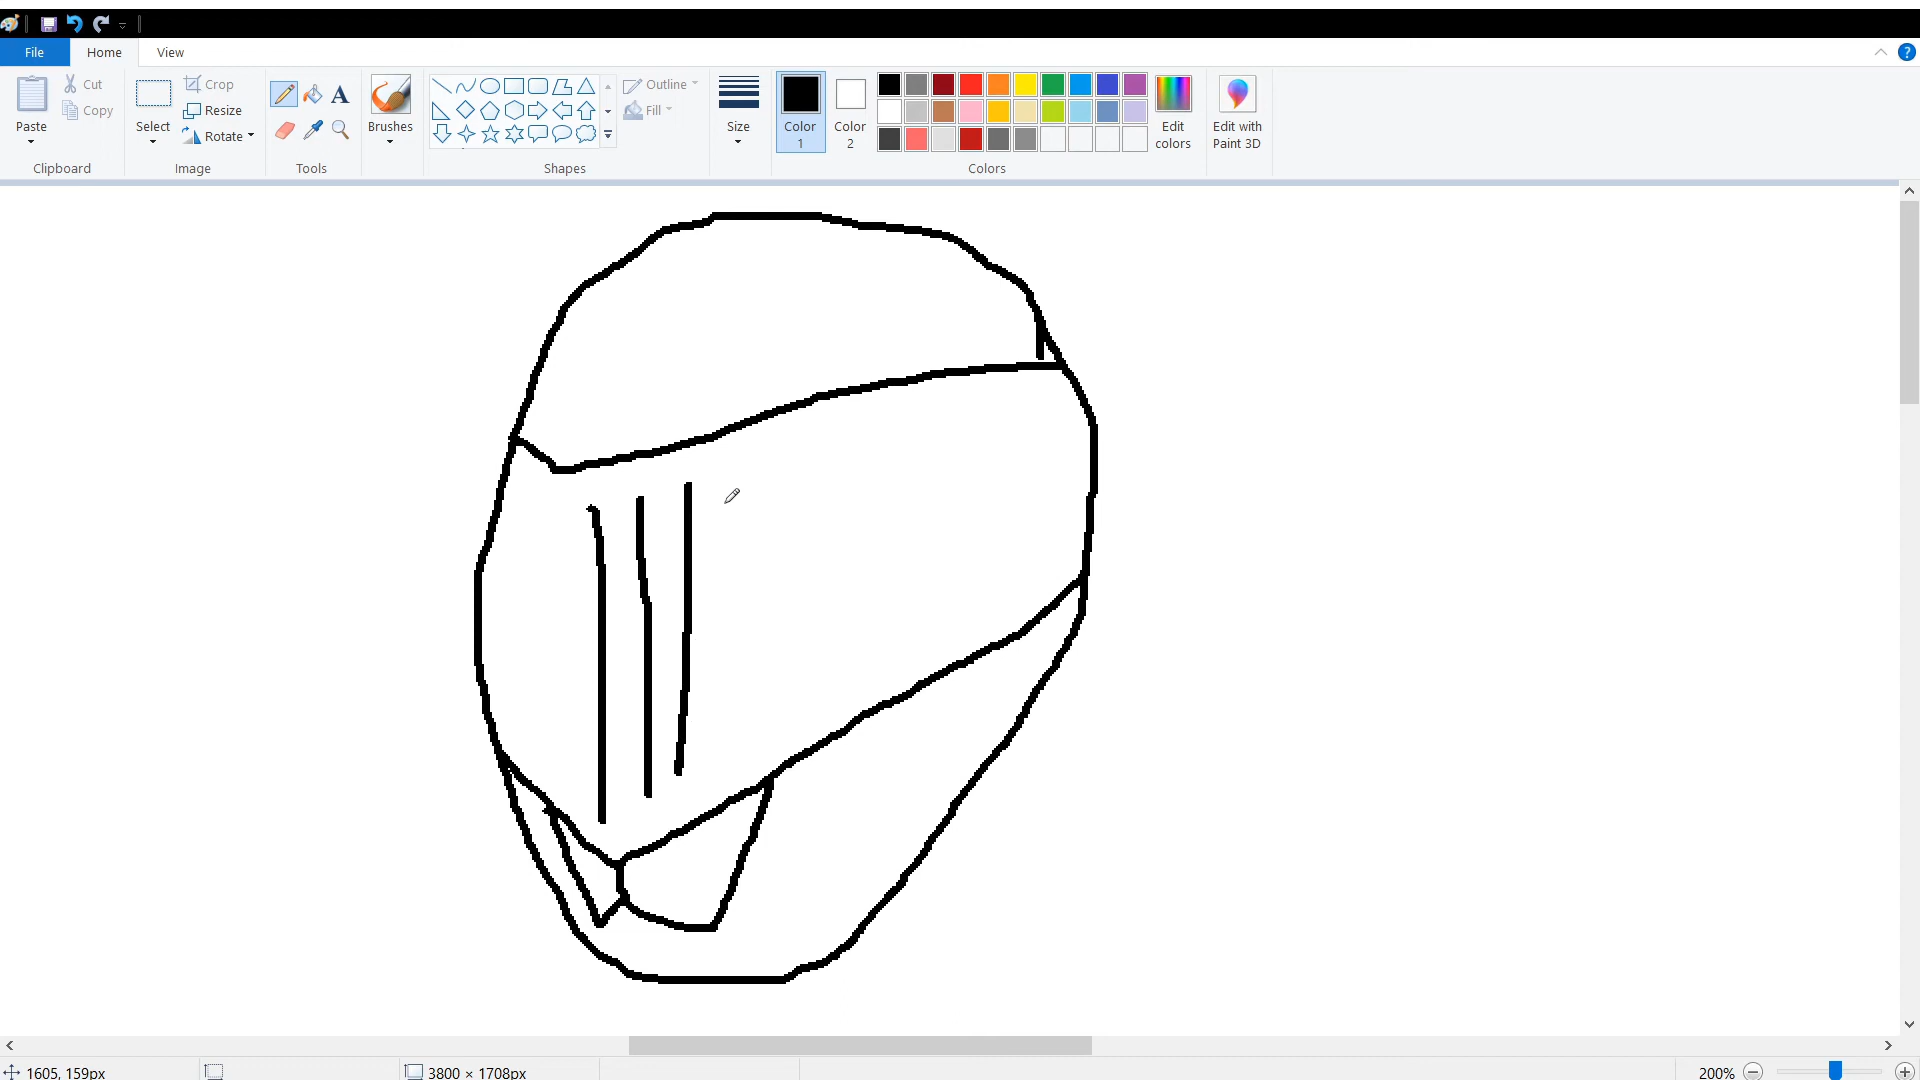 File Home View
Paste
Cut
Copy
Clipboard
Select
Crop
Resize
Rotate
Image
A
Tools
Brushes
Outline
Fill
Shapes
Size
Color
1
Color
2
Edit
colors
Colors
Edit with
Paint 3D
?
1605, 159px
3800 × 1708px
200%